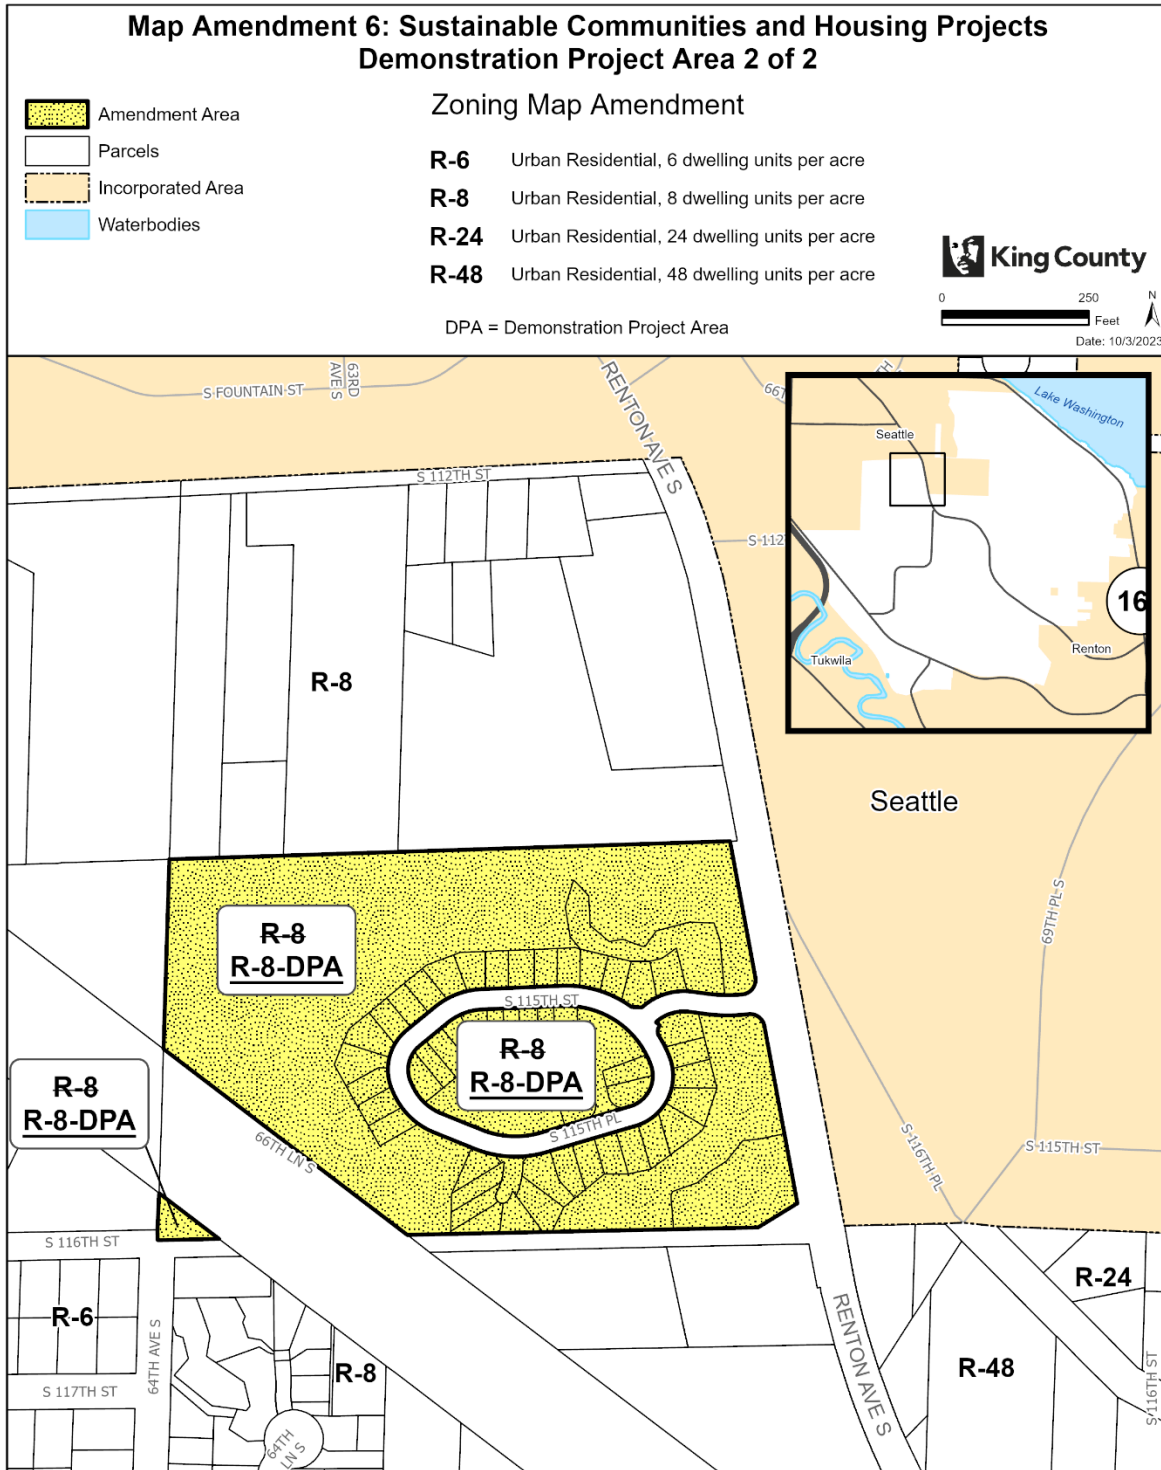 Map Amendment 6: Sustainable Communities and Housing Projects
Demonstration Project Area 2 of 2
Zoning Map Amendment
Amendment Area
Parcels
Incorporated Area
Waterbodies
R-6 Urban Residential, 6 dwelling units per acre
R-8 Urban Residential, 8 dwelling units per acre
R-24 Urban Residential, 24 dwelling units per acre
R-48 Urban Residential, 48 dwelling units per acre
DPA = Demonstration Project Area
King County
0 250
Feet
N
Date: 10/3/2023
S FOUNTAIN ST
63RD
AVE S
RENTON AVE S
66T
TH
S 112TH ST
S 112
Lake Washington
Seattle
16
Renton
Tukwila
R-8
Seattle
69TH PL S
R-8
R-8-DPA
S 115TH ST
R-8
R-8-DPA
S 115TH PL
R-8
R-8-DPA
66TH LN S
S 116TH PL
S 115TH ST
S 116TH ST
R-6
64TH AVE S
S 117TH ST
R-8
64TH
LN S
RENTON AVE S
R-24
R-48
S 116TH ST